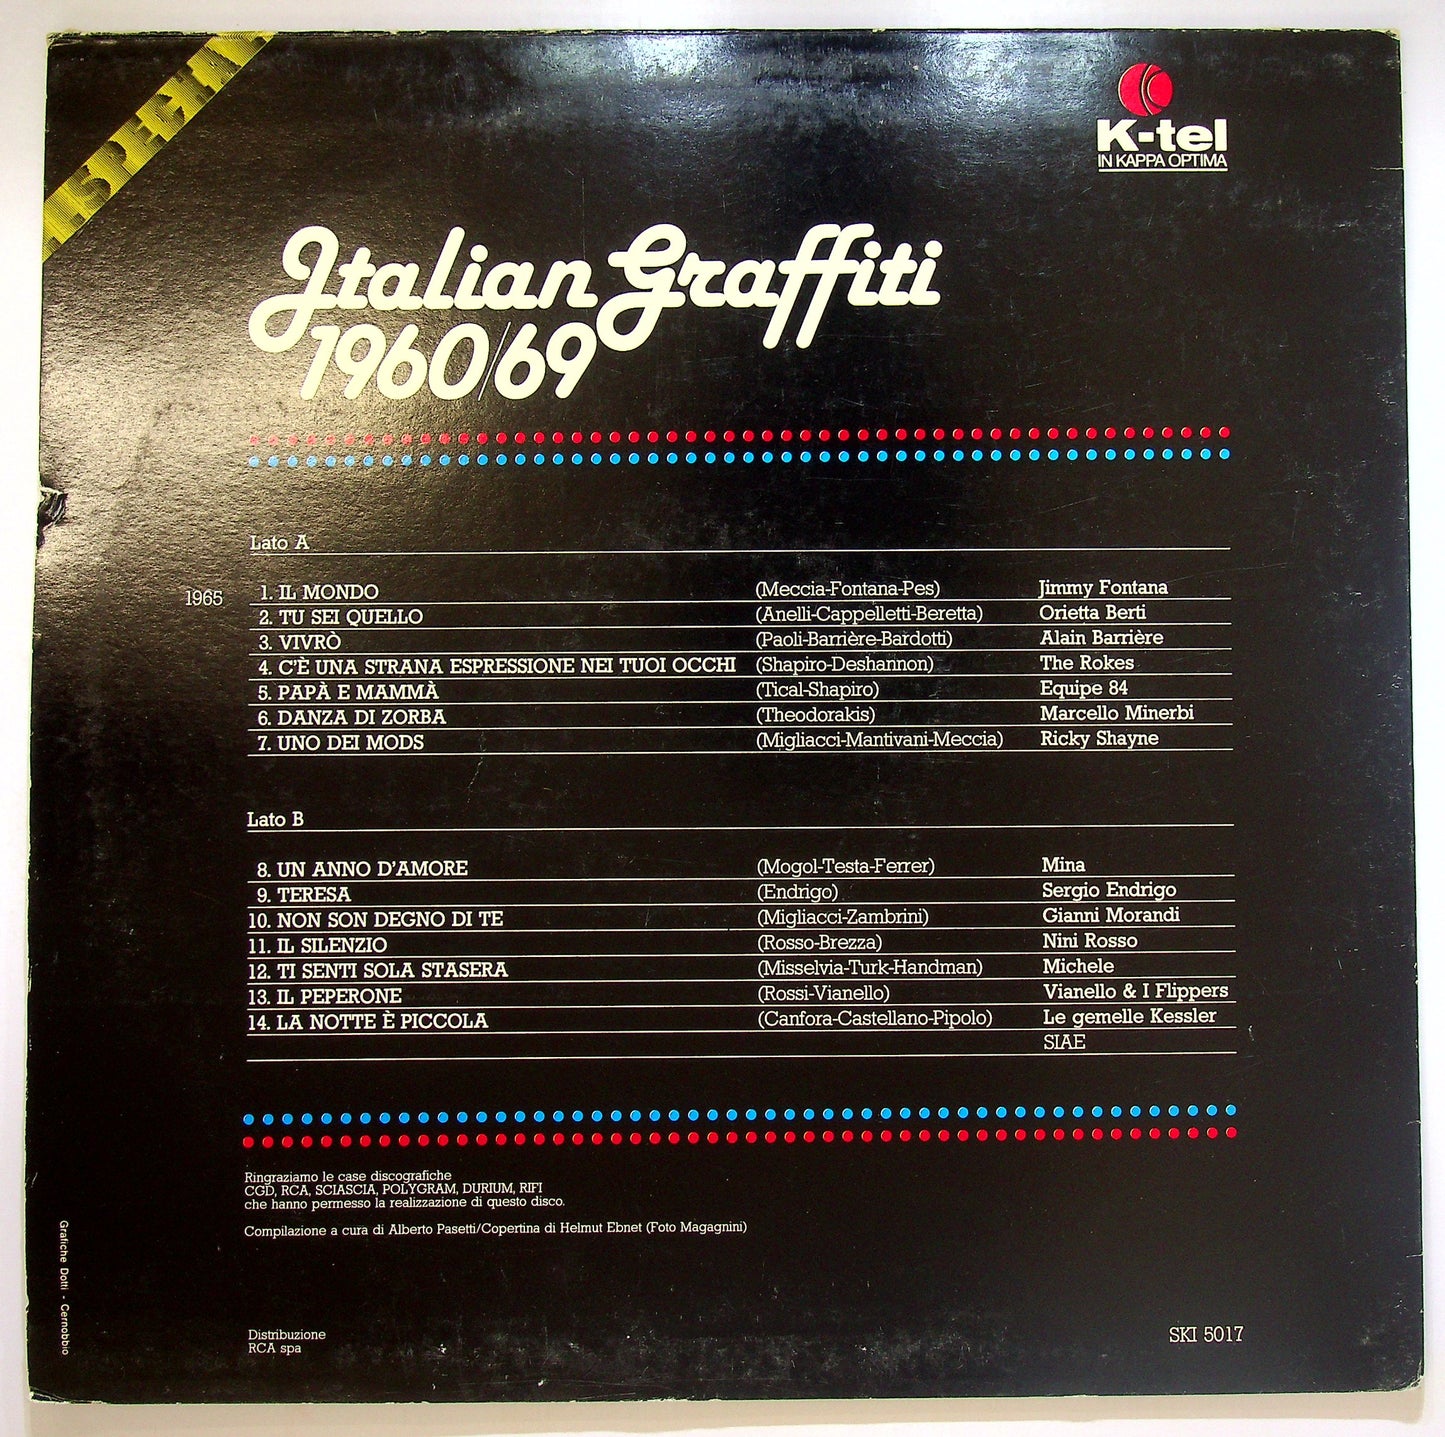 SPECIAL
K-tel
IN KAPPA OPTIMA
Italian Graffiti
1960/69
Lato A
1965 1. IL MONDO (Meccia-Fontana-Pes) Jimmy Fontana
2. TU SEI QUELLO (Anelli-Cappelletti-Beretta) Orietta Berti
3. VIVRÒ (Paoli-Barrière-Bardotti) Alain Barrière
4. C'È UNA STRANA ESPRESSIONE NEI TUOI OCCHI (Shapiro-Deshannon) The Rokes
5. PAPÀ E MAMMÀ (Tical-Shapiro) Equipe 84
6. DANZA DI ZORBA (Theodorakis) Marcello Minerbi
7. UNO DEI MODS (Migliacci-Mantivani-Meccia) Ricky Shayne
Lato B
8. UN ANNO D'AMORE (Mogol-Testa-Ferrer) Mina
9. TERESA (Endrigo) Sergio Endrigo
10. NON SON DEGNO DI TE (Migliacci-Zambrini) Gianni Morandi
11. IL SILENZIO (Rosso-Brezza) Nini Rosso
12. TI SENTI SOLA STASERA (Misselvia-Turk-Handman) Michele
13. IL PEPERONE (Rossi-Vianello) Vianello & I Flippers
14. LA NOTTE È PICCOLA (Canfora-Castellano-Pipolo) Le gemelle Kessler
SIAE
Ringraziamo le case discografiche
CGD, RCA, SCIASCIA, POLYGRAM, DURIUM, RIFI
che hanno permesso la realizzazione di questo disco.
Compilazione a cura di Alberto Pasetti/Copertina di Helmut Ebnet (Foto Magagnini)
Grafiche Dotti - Cernobbio
Distribuzione
RCA spa
SKI 5017